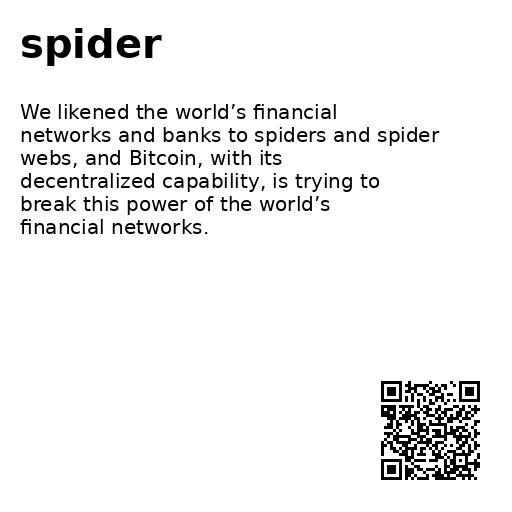 spider
We likened the world’s financial
networks and banks to spiders and spider
webs, and Bitcoin, with its
decentralized capability, is trying to
break this power of the world’s
financial networks.